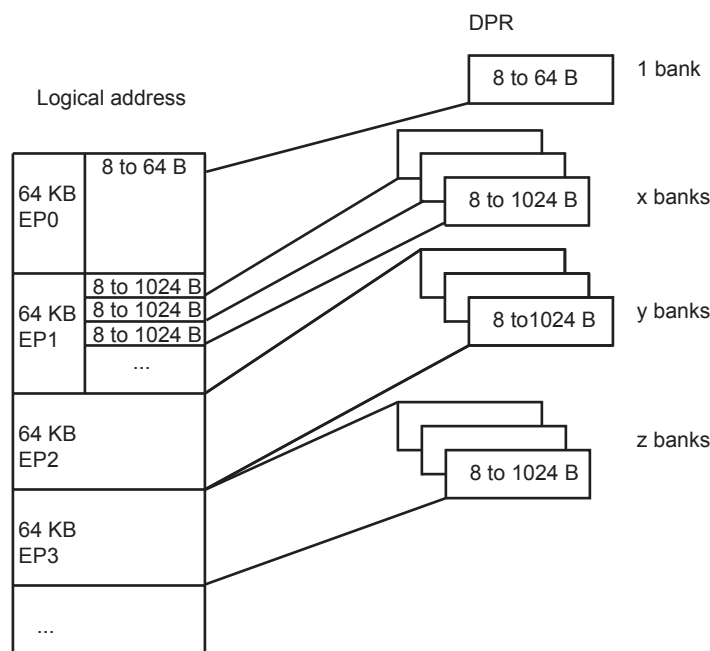 DPR
8 to 64 B
1 bank
Logical address
8 to 64 B
64 KB
EP0
8 to 1024 B
x banks
8 to 1024 B
8 to 1024 B
8 to 1024 B
64 KB
EP1
...
8 to1024 B
y banks
64 KB
EP2
8 to 1024 B
z banks
64 KB
EP3
...